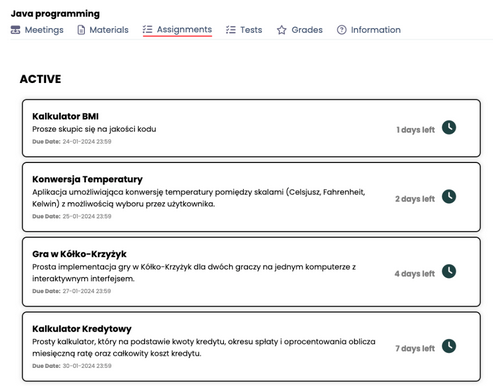 Java programming
Meetings
Materials
Assignments
Tests
Grades
Information
ACTIVE
Kalkulator BMI
Prosze skupic się na jakości kodu
Due Date: 24-01-2024 23:59
1 days left
Konwersja Temperatury
Aplikacja umożliwiająca konwersję temperatury pomiędzy skalami (Celsjusz, Fahrenheit,
Kelwin) z możliwością wyboru przez użytkownika.
Due Date: 25-01-2024 23:59
2 days left
Gra w Kółko-Krzyżyk
Prosta implementacja gry w Kółko-Krzyżyk dla dwóch graczy na jednym komputerze z
interaktywnym interfejsem.
Due Date: 27-01-2024 23:59
4 days left
Kalkulator Kredytowy
Prosty kalkulator, który na podstawie kwoty kredytu, okresu spłaty i oprocentowania oblicza
miesięczną ratę oraz całkowity koszt kredytu.
Due Date: 30-01-2024 23:59
7 days left